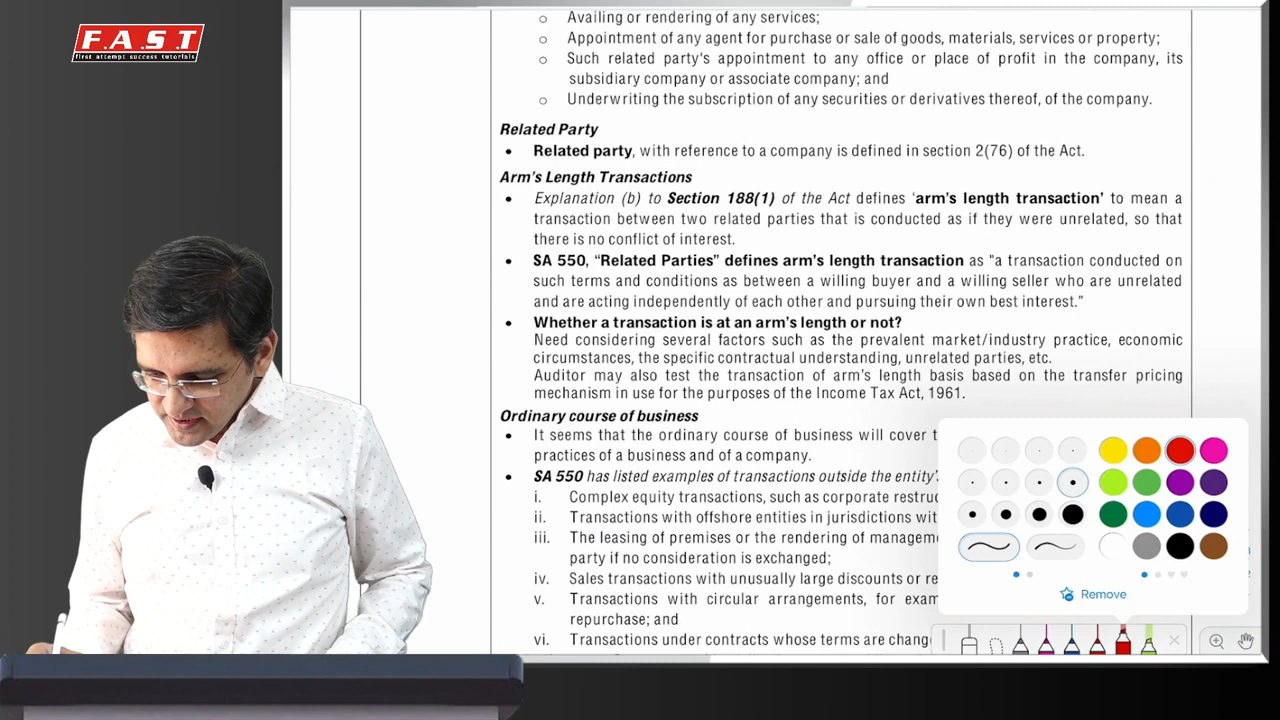 F.A.S.T
first attempt success tutorials
o Availing or rendering of any services;
o Appointment of any agent for purchase or sale of goods, materials, services or property;
o Such related party's appointment to any office or place of profit in the company, its
subsidiary company or associate company; and
o Underwriting the subscription of any securities or derivatives thereof, of the company.
Related Party
• Related party, with reference to a company is defined in section 2(76) of the Act.
Arm's Length Transactions
• Explanation (b) to Section 188(1) of the Act defines 'arm's length transaction' to mean a
transaction between two related parties that is conducted as if they were unrelated, so that
there is no conflict of interest.
• SA 550, “Related Parties” defines arm's length transaction as “a transaction conducted on
such terms and conditions as between a willing buyer and a willing seller who are unrelated
and are acting independently of each other and pursuing their own best interest.”
• Whether a transaction is at an arm's length or not?
Need considering several factors such as the prevalent market/industry practice, economic
circumstances, the specific contractual understanding, unrelated parties, etc.
Auditor may also test the transaction of arm's length basis based on the transfer pricing
mechanism in use for the purposes of the Income Tax Act, 1961.
Ordinary course of business
• It seems that the ordinary course of business will cover
practices of a business and of a company.
• SA 550 has listed examples of transactions outside the entity'
i. Complex equity transactions, such as corporate
ii. Transactions with offshore entities in jurisdictions
iii. The leasing of premises or the rendering of
party if no consideration is exchanged;
iv. Sales transactions with unusually large discounts or
v. Transactions with circular arrangements, for
repurchase; and
vi. Transactions under contracts whose terms are
Remove